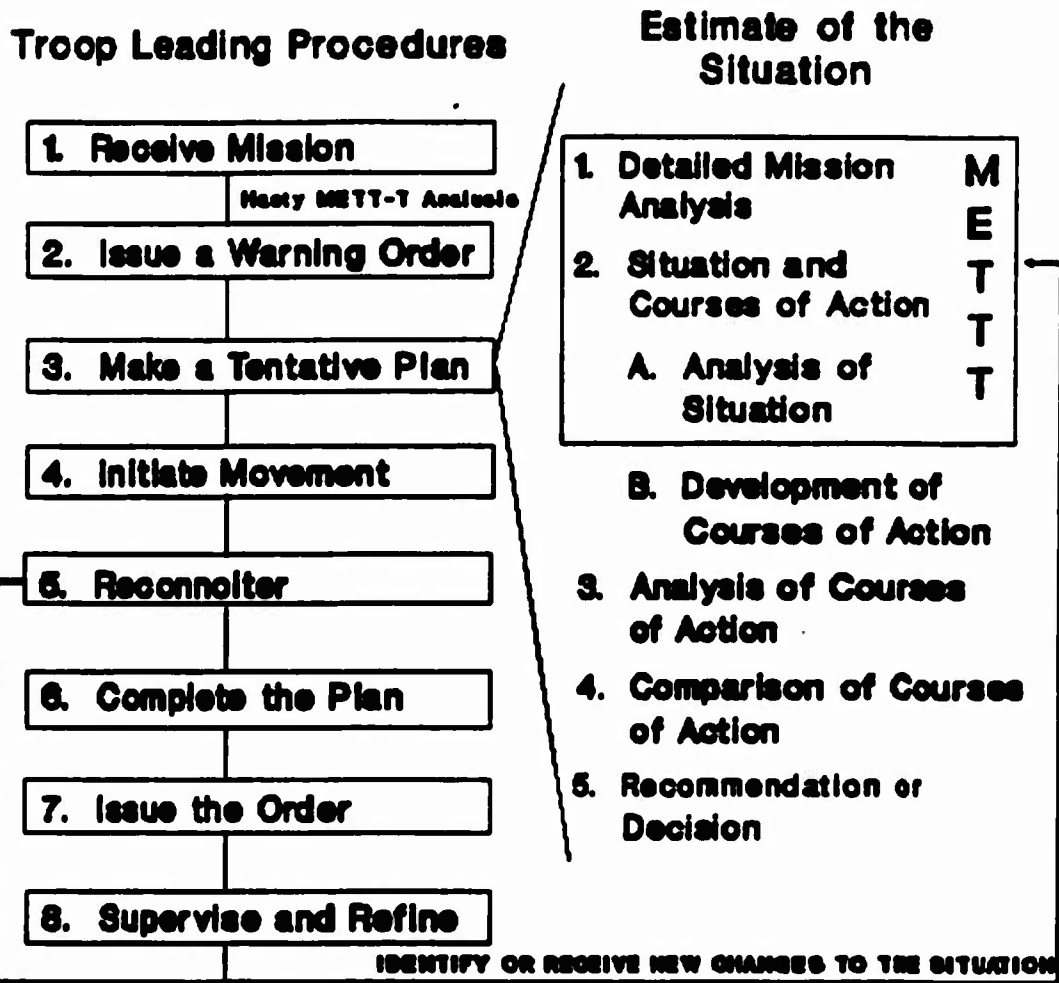 Troop Leading Procedures
1. Receive Mission
Hasty METT-T Analysis
2. Issue a Warning Order
3. Make a Tentative Plan
4. Initiate Movement
5. Reconnoiter
6. Complete the Plan
7. Issue the Order
8. Supervise and Refine
Estimate of the
Situation
1. Detailed Mission
Analysis
2. Situation and
Courses of Action
A. Analysis of
Situation
M
E
T
T
T
B. Development of
Courses of Action
3. Analysis of Courses
of Action
4. Comparison of Courses
of Action
5. Recommendation or
Decision
IDENTIFY OR RECEIVE NEW CHANGES TO THE SITUATION